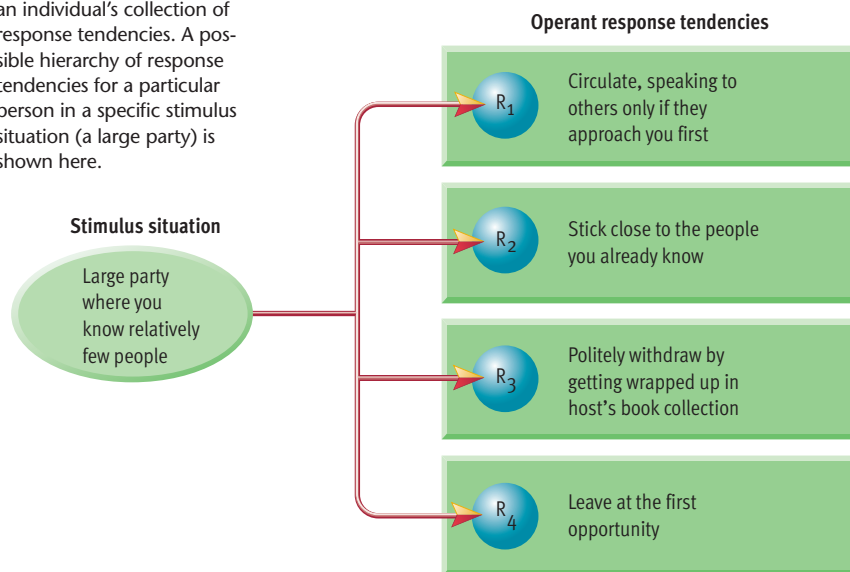 an individual's collection of
response tendencies. A pos-
sible hierarchy of response
tendencies for a particular
person in a specific stimulus
situation (a large party) is
shown here.
Operant response tendencies
Stimulus situation
Large party
where you
know relatively
few people
R1
Circulate, speaking to
others only if they
approach you first
R2
Stick close to the people
you already know
R3
Politely withdraw by
getting wrapped up in
host's book collection
R4
Leave at the first
opportunity